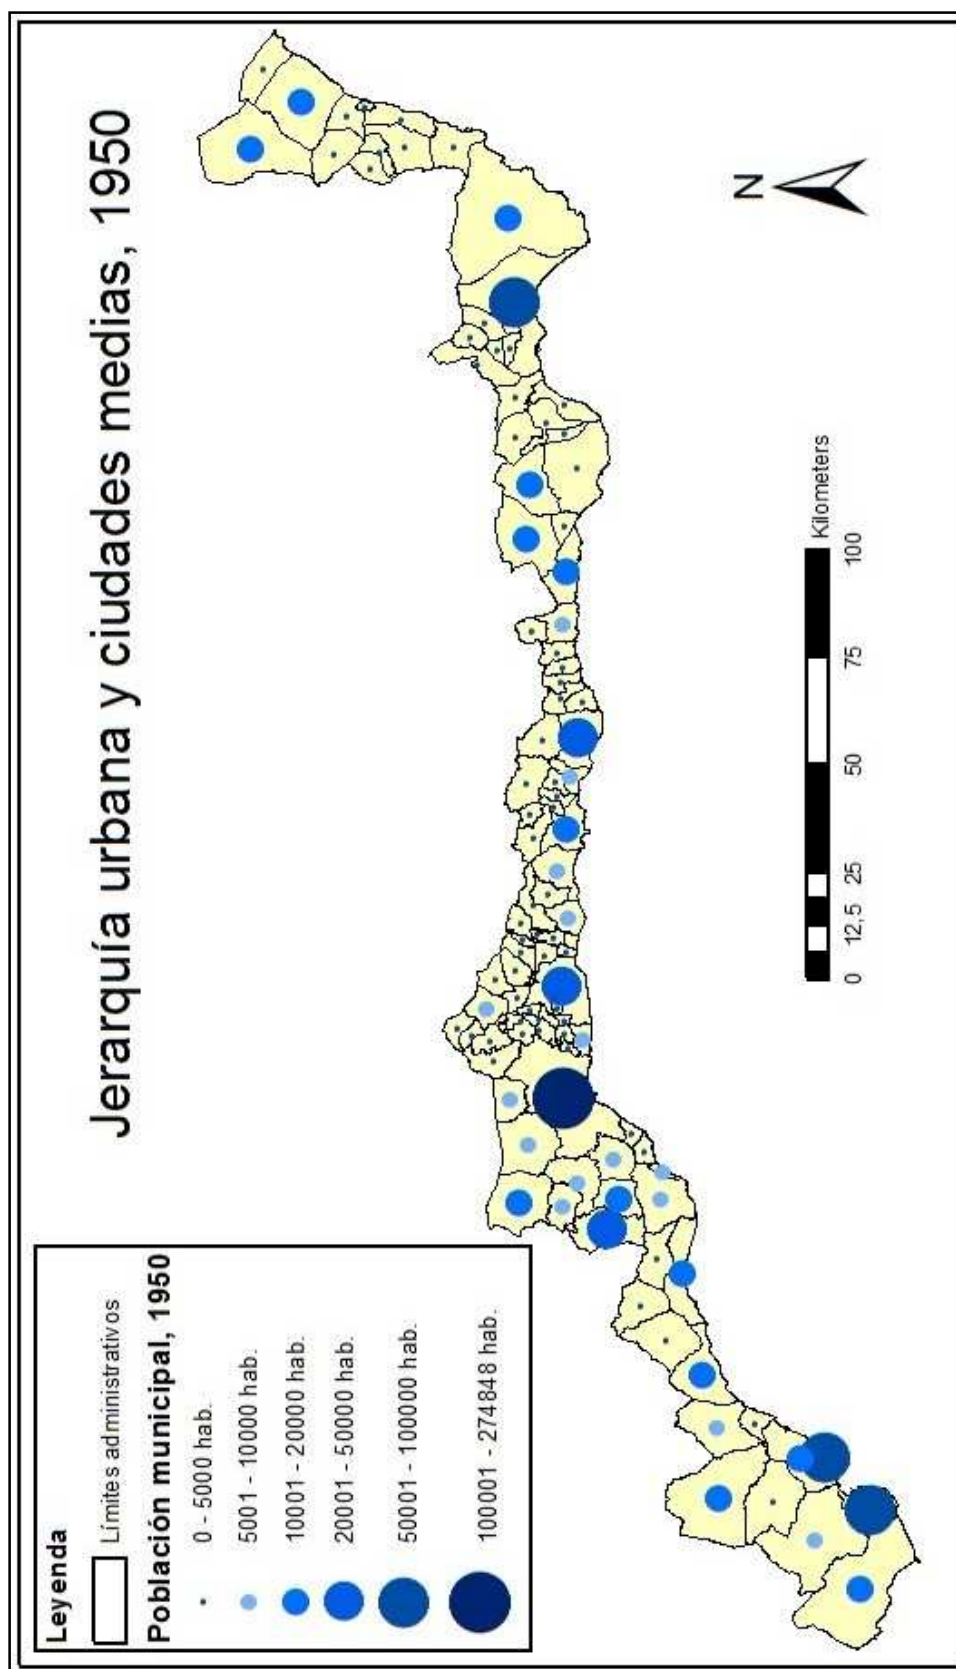 Jerarquía urbana y ciudades medias, 1950
Leyenda
Límites administrativos
Población municipal, 1950
0 - 5000 hab.
5001 - 10000 hab.
10001 - 20000 hab.
20001 - 50000 hab.
50001 - 100000 hab.
100001 - 274848 hab.
N
Kilometers
0 12,5 25 50 75 100